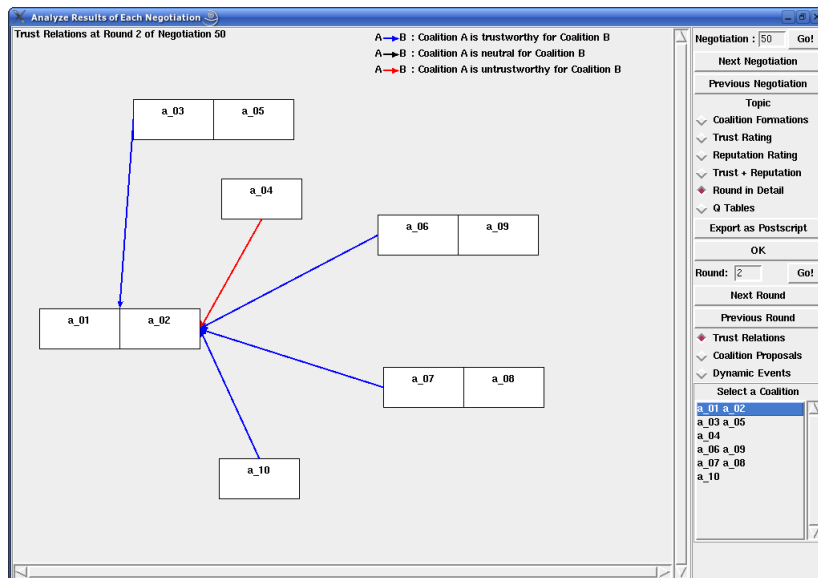 Analyze Results of Each Negotiation
Trust Relations at Round 2 of Negotiation 50
A B : Coalition A is trustworthy for Coalition B
A B : Coalition A is neutral for Coalition B
A B : Coalition A is untrustworthy for Coalition B
a_03 a_05
a_04
a_06 a_09
a_01 a_02
a_07 a_08
a_10
Negotiation : 50 Go!
Next Negotiation
Previous Negotiation
Topic
Coalition Formations
Trust Rating
Reputation Rating
Trust + Reputation
Round in Detail
Q Tables
Export as Postscript
OK
Round: 2 Go!
Next Round
Previous Round
Trust Relations
Coalition Proposals
Dynamic Events
Select a Coalition
a_01 a_02
a_03 a_05
a_04
a_06 a_09
a_07 a_08
a_10